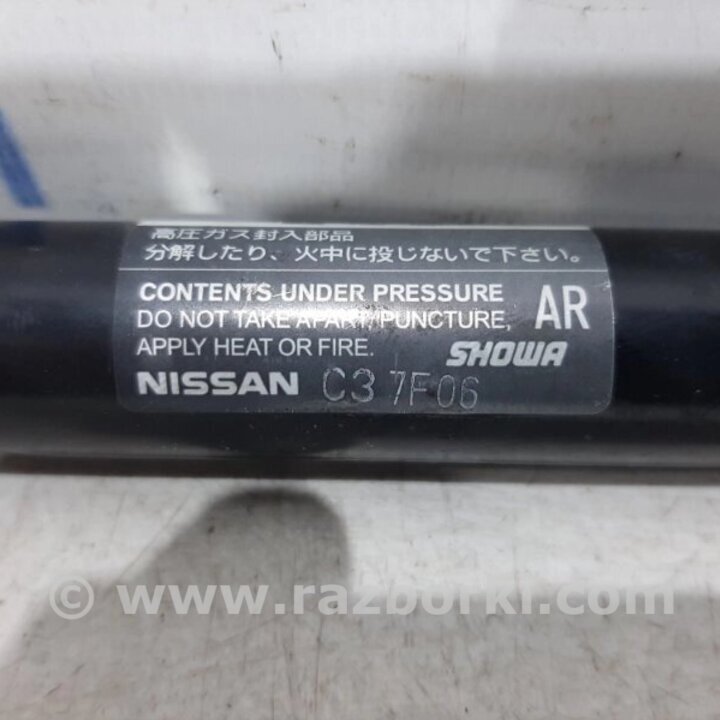 高圧ガス封入部品
分解したり、火中に投じないで下さい。
CONTENTS UNDER PRESSURE
DO NOT TAKE APART, PUNCTURE,
APPLY HEAT OR FIRE.
AR
SHOWA
NISSAN C3 7F06
© www.razborki.com